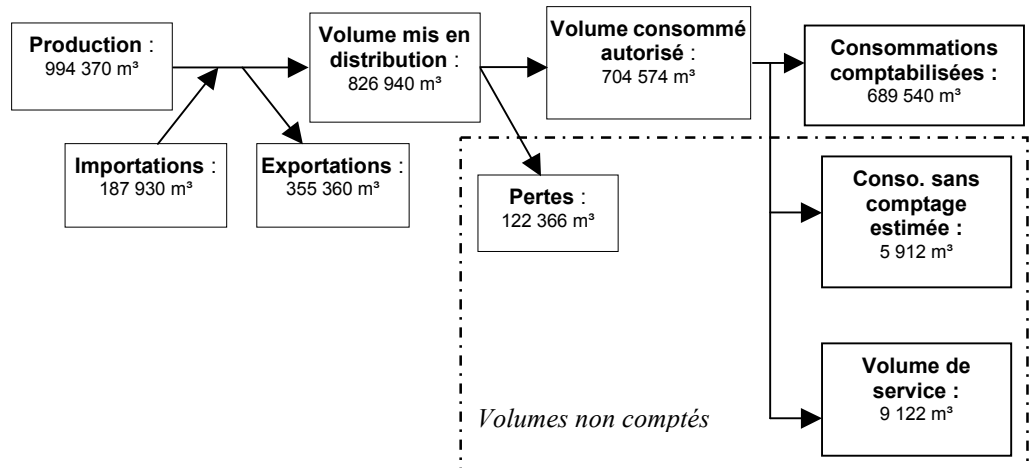 Production :
994 370 m³
Volume mis en
distribution :
826 940 m³
Volume consommé
autorisé :
704 574 m³
Consommations
comptabilisées :
689 540 m³
Importations :
187 930 m³
Exportations :
355 360 m³
Pertes :
122 366 m³
Conso. sans
comptage
estimée :
5 912 m³
Volume de
service :
9 122 m³
Volumes non comptés